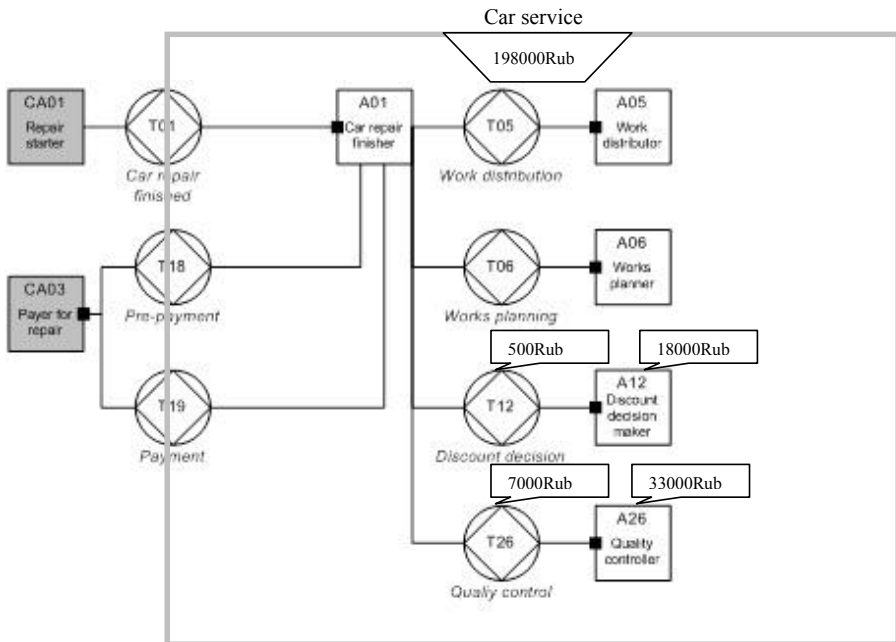 Car service
198000Rub
CA01
Repair
starter
T01
Car repair
finished
A01
Car repair
finisher
T05
Work distribution
A05
Work
distributor
T18
Pre-payment
T06
Works planning
A06
Works
planner
CA03
Payer for
repair
T19
Payment
500Rub
18000Rub
T12
Discount decision
A12
Discount
decision
maker
7000Rub
33000Rub
T26
Qualiy control
A26
Quality
controller